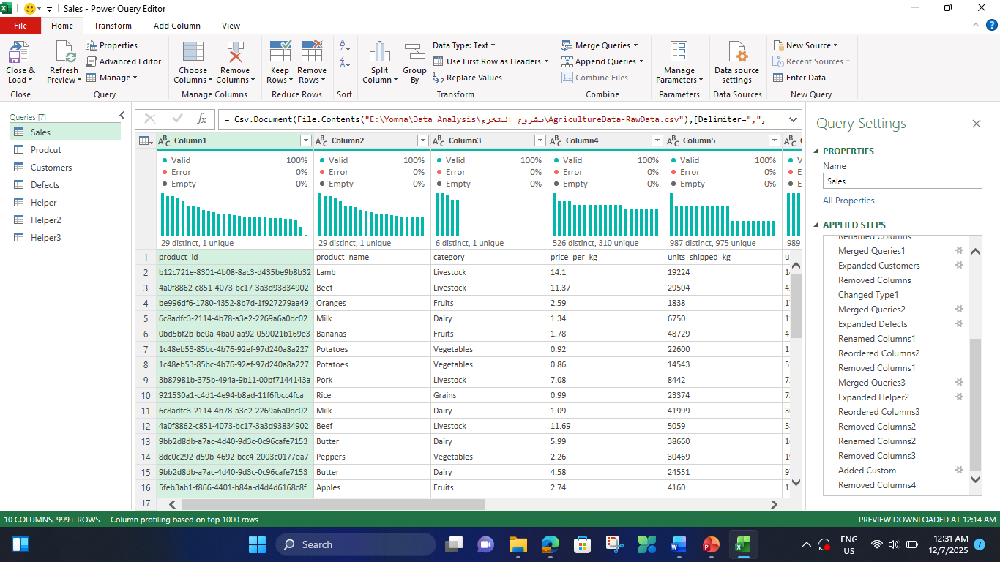 Sales - Power Query Editor
File Home Transform Add Column View
Close & Load
Close
Refresh Preview
Properties
Advanced Editor
Manage
Query
Choose Columns
Remove Columns
Manage Columns
Keep Rows
Remove Rows
Reduce Rows
Sort
Split Column
Group By
Data Type: Text
Use First Row as Headers
Replace Values
Transform
Merge Queries
Append Queries
Combine Files
Combine
Manage Parameters
Parameters
Data source settings
Data Sources
New Source
Recent Sources
Enter Data
New Query
Queries [7]
Sales
Prodcut
Customers
Defects
Helper
Helper2
Helper3
fx = Csv.Document(File.Contents("E:\Yomna\Data Analysis\مشروع التخرج\AgricultureData-RawData.csv"),[Delimiter=",",
Column1 Column2 Column3 Column4 Column5
Valid 100% Valid 100% Valid 100% Valid 100% Valid 100%
Error 0% Error 0% Error 0% Error 0% Error 0%
Empty 0% Empty 0% Empty 0% Empty 0% Empty 0%
29 distinct, 1 unique 29 distinct, 1 unique 6 distinct, 1 unique 526 distinct, 310 unique 987 distinct, 975 unique 989
1 product_id product_name category price_per_kg units_shipped_kg
2 b12c721e-8301-4b08-8ac3-d435be9b8b32 Lamb Livestock 14.1 19224
3 4a0f8862-c851-4073-bc17-3a3d93834902 Beef Livestock 11.37 29504
4 be996df6-1780-4352-8b7d-1f927279aa49 Oranges Fruits 2.59 1838
5 6c8adfc3-2114-4b78-a3e2-2269a6a0dc02 Milk Dairy 1.34 6750
6 0bd5bf2b-be0a-4ba0-aa92-059021b169e3 Bananas Fruits 1.78 48729
7 1c48eb53-85bc-4b76-92ef-97d240a8a227 Potatoes Vegetables 0.92 22600
8 1c48eb53-85bc-4b76-92ef-97d240a8a227 Potatoes Vegetables 0.86 14543
9 3b87981b-375b-494a-9b11-00bf7144143a Pork Livestock 7.08 8442
10 921530a1-c4d1-4e94-b8ad-11f6fbcc4fca Rice Grains 0.99 23374
11 6c8adfc3-2114-4b78-a3e2-2269a6a0dc02 Milk Dairy 1.09 41999
12 4a0f8862-c851-4073-bc17-3a3d93834902 Beef Livestock 11.69 5059
13 9bb2d8db-a7ac-4d40-9d3c-0c96cafe7153 Butter Dairy 5.99 38660
14 8dc0c292-d59b-4692-bcc4-2003c0177ea7 Peppers Vegetables 2.26 30469
15 9bb2d8db-a7ac-4d40-9d3c-0c96cafe7153 Butter Dairy 4.58 24551
16 5feb3ab1-f866-4401-b84a-d4d4d6168c8f Apples Fruits 2.74 4160
17
Query Settings
PROPERTIES
Name
Sales
All Properties
APPLIED STEPS
Renamed Columns
Merged Queries1
Expanded Customers
Removed Columns
Changed Type1
Merged Queries2
Expanded Defects
Renamed Columns1
Reordered Columns2
Removed Columns1
Merged Queries3
Expanded Helper2
Reordered Columns3
Removed Columns2
Renamed Columns2
Removed Columns3
Added Custom
Removed Columns4
10 COLUMNS, 999+ ROWS Column profiling based on top 1000 rows PREVIEW DOWNLOADED AT 12:14 AM
Search
ENG
US
12:31 AM
12/7/2025
7